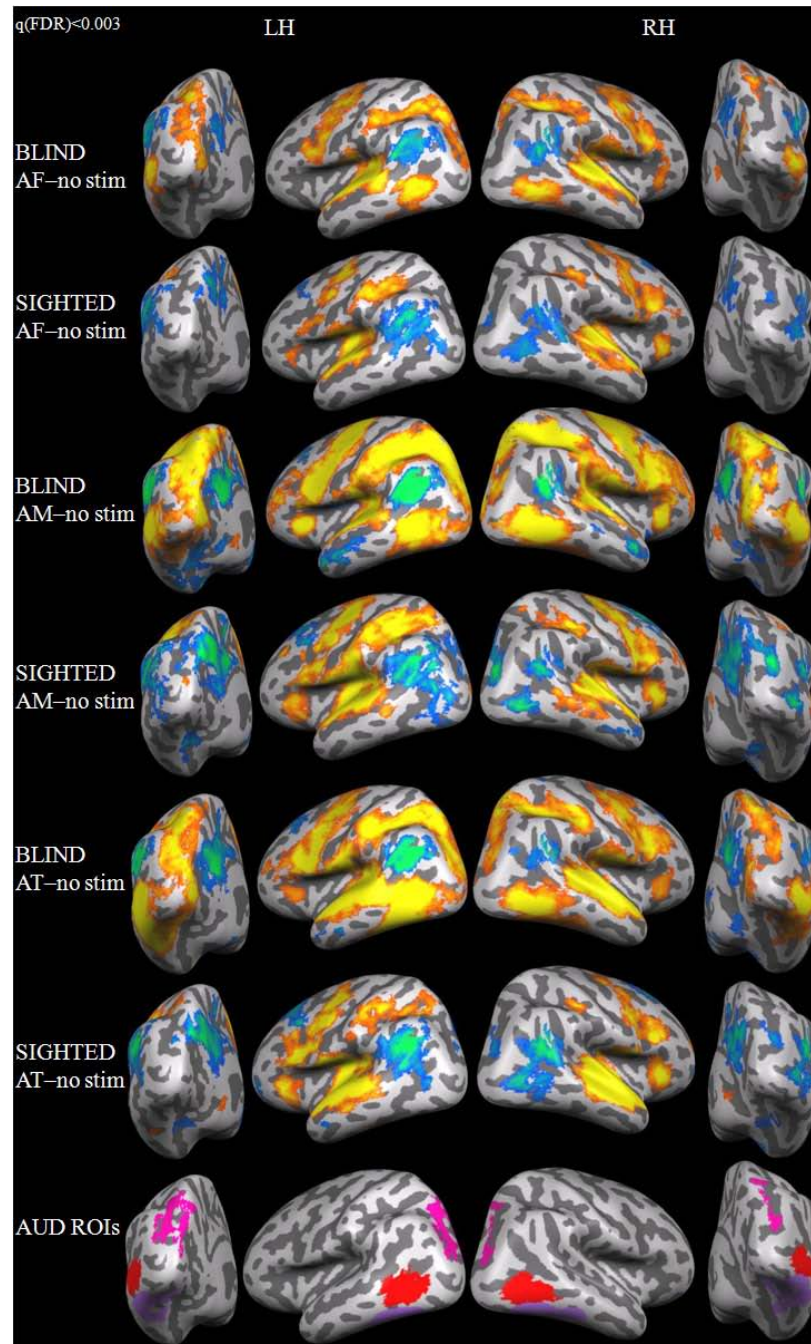 q(FDR)<0.003
LH
RH
BLIND
AF–no stim
SIGHTED
AF–no stim
BLIND
AM–no stim
SIGHTED
AM–no stim
BLIND
AT–no stim
SIGHTED
AT–no stim
AUD ROIs